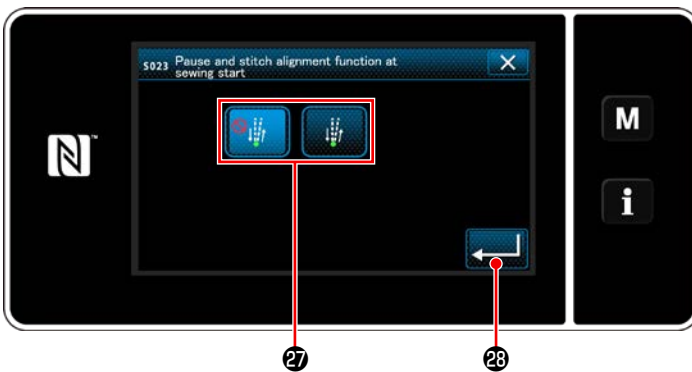 S023 Pause and stitch alignment function at
sewing start
M
i
N
㉗
㉘